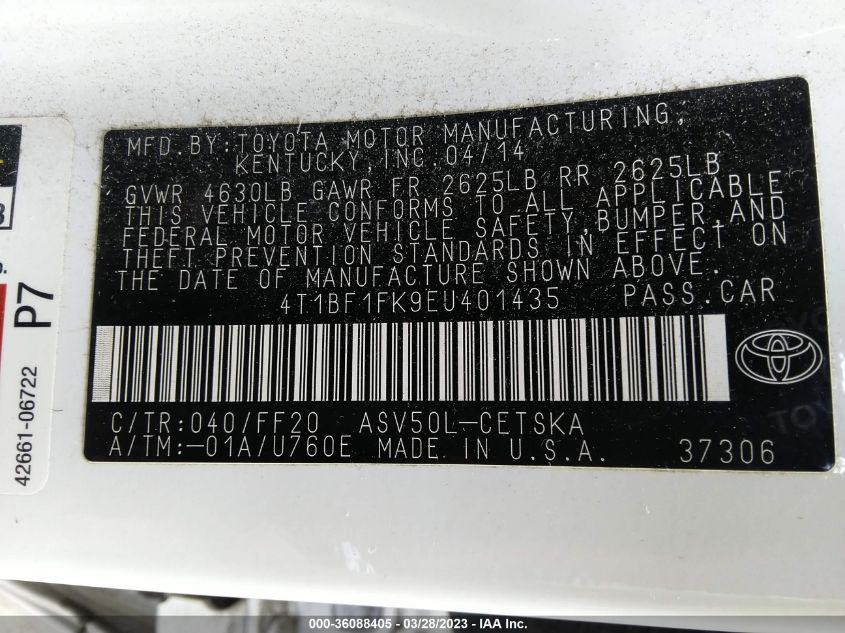 MFD.BY:TOYOTA MOTOR MANUFACTURING,
KENTUCKY,INC. 04/14
GVWR 4630LB GAWR FR 2625LB RR 2625LB
THIS VEHICLE CONFORMS TO ALL APPLICABLE
FEDERAL MOTOR VEHICLE SAFETY,BUMPER,AND
THEFT PREVENTION STANDARDS IN EFFECT ON
THE DATE OF MANUFACTURE SHOWN ABOVE.
4T1BF1FK9EU401435 PASS.CAR
C/TR:040/FF20 ASV50L-CETSKA
A/TM:-01A/U760E MADE IN U.S.A. 37306
P7
42661-06722
000-36088405 - 03/28/2023 - IAA Inc.